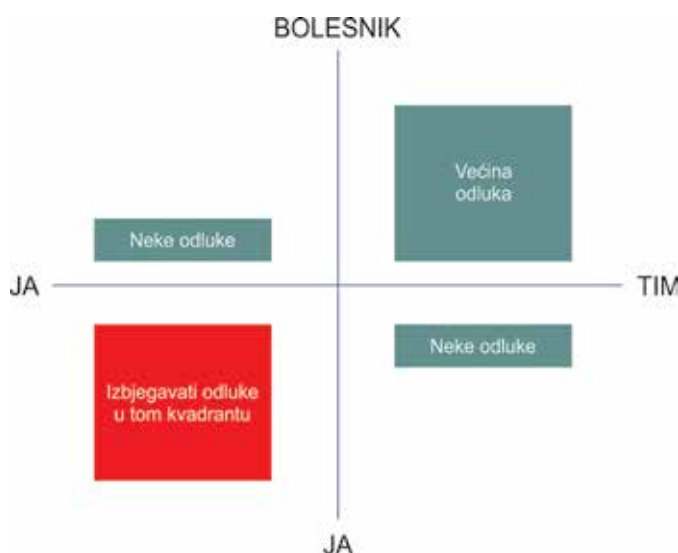 BOLESNIK
Većina
odluka
Neke odluke
JA
TIM
Neke odluke
Izbjegavati odluke
u tom kvadrantu
JA